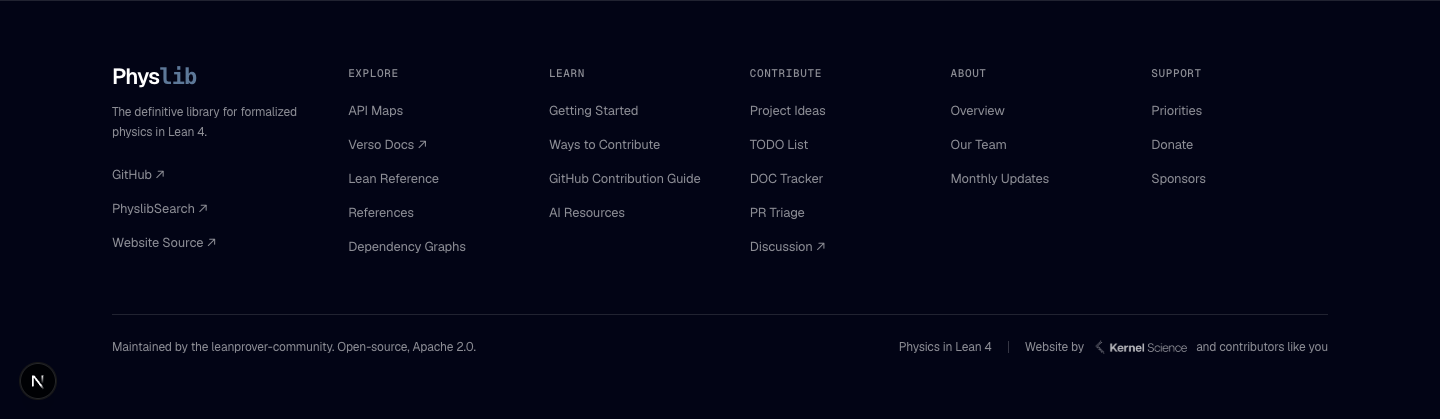 Physlib
The definitive library for formalized
physics in Lean 4.
GitHub ↗
PhyslibSearch ↗
Website Source ↗
EXPLORE
API Maps
Verso Docs ↗
Lean Reference
References
Dependency Graphs
LEARN
Getting Started
Ways to Contribute
GitHub Contribution Guide
AI Resources
CONTRIBUTE
Project Ideas
TODO List
DOC Tracker
PR Triage
Discussion ↗
ABOUT
Overview
Our Team
Monthly Updates
SUPPORT
Priorities
Donate
Sponsors
Maintained by the leanprover-community. Open-source, Apache 2.0.
Physics in Lean 4 | Website by Kernel Science and contributors like you
N